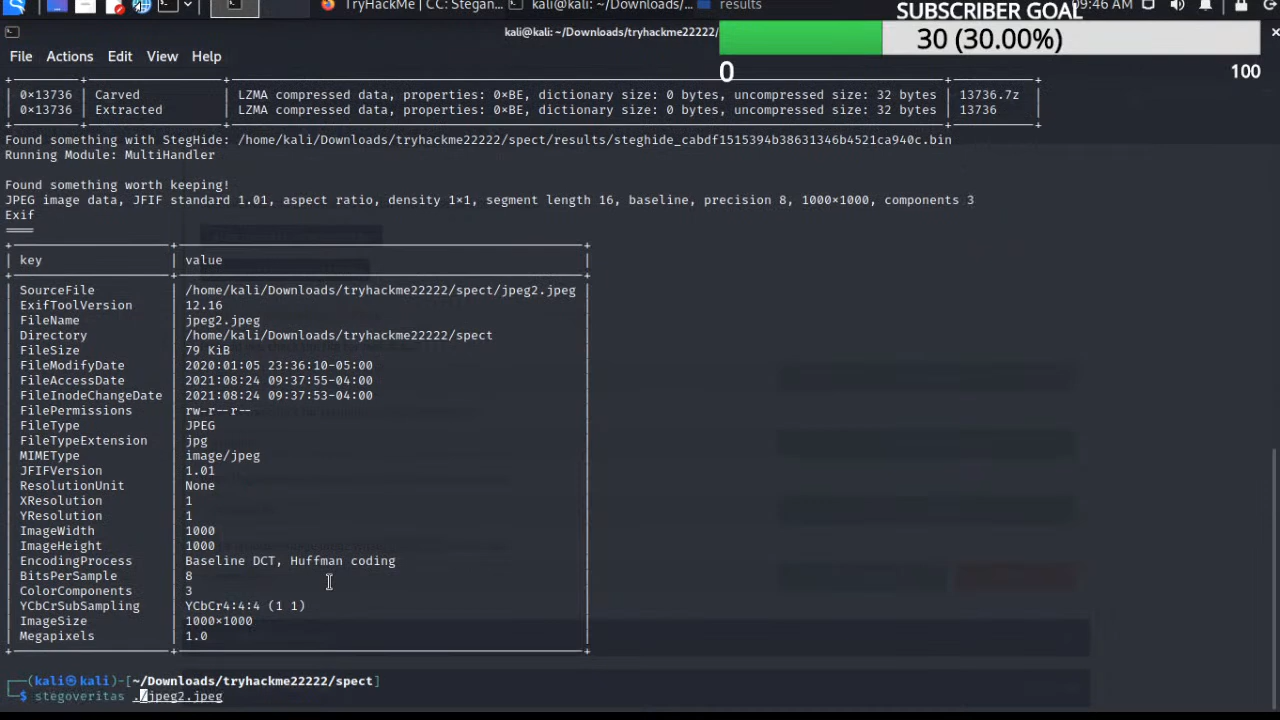 TryHackMe | CC: Stegan...
kali@kali: ~/Downloads/...
results
09:46 AM
SUBSCRIBER GOAL
30 (30.00%)
0
100
kali@kali:~/Downloads/tryhackme22222/
File Actions Edit View Help
| 0×13736 | Carved | LZMA compressed data, properties: 0×BE, dictionary size: 0 bytes, uncompressed size: 32 bytes | 13736.7z |
| 0×13736 | Extracted | LZMA compressed data, properties: 0×BE, dictionary size: 0 bytes, uncompressed size: 32 bytes | 13736 |
Found something with StegHide: /home/kali/Downloads/tryhackme22222/spect/results/steghide_cabdf1515394b38631346b4521ca940c.bin
Running Module: MultiHandler
Found something worth keeping!
JPEG image data, JFIF standard 1.01, aspect ratio, density 1×1, segment length 16, baseline, precision 8, 1000×1000, components 3
Exif
====
| key | value |
| SourceFile | /home/kali/Downloads/tryhackme22222/spect/jpeg2.jpeg |
| ExifToolVersion | 12.16 |
| FileName | jpeg2.jpeg |
| Directory | /home/kali/Downloads/tryhackme22222/spect |
| FileSize | 79 KiB |
| FileModifyDate | 2020:01:05 23:36:10-05:00 |
| FileAccessDate | 2021:08:24 09:37:55-04:00 |
| FileInodeChangeDate | 2021:08:24 09:37:53-04:00 |
| FilePermissions | rw-r--r-- |
| FileType | JPEG |
| FileTypeExtension | jpg |
| MIMEType | image/jpeg |
| JFIFVersion | 1.01 |
| ResolutionUnit | None |
| XResolution | 1 |
| YResolution | 1 |
| ImageWidth | 1000 |
| ImageHeight | 1000 |
| EncodingProcess | Baseline DCT, Huffman coding |
| BitsPerSample | 8 |
| ColorComponents | 3 |
| YCbCrSubSampling | YCbCr4:4:4 (1 1) |
| ImageSize | 1000×1000 |
| Megapixels | 1.0 |
┌──(kali㉿kali)-[~/Downloads/tryhackme22222/spect]
└─$ stegoveritas ./jpeg2.jpeg